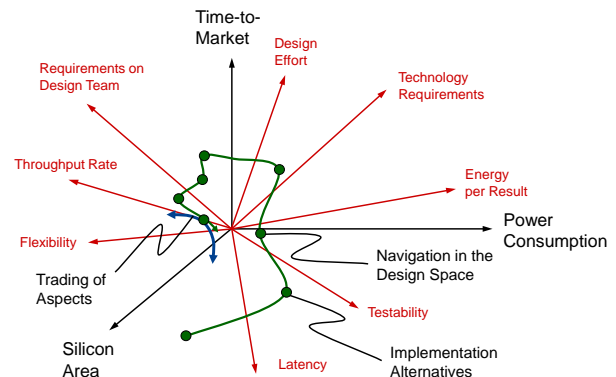 Time-to-
Market
Design
Effort
Requirements on
Design Team
Technology
Requirements
Throughput Rate
Energy
per Result
Power
Consumption
Flexibility
Navigation in the
Design Space
Trading of
Aspects
Testability
Silicon
Area
Latency
Implementation
Alternatives